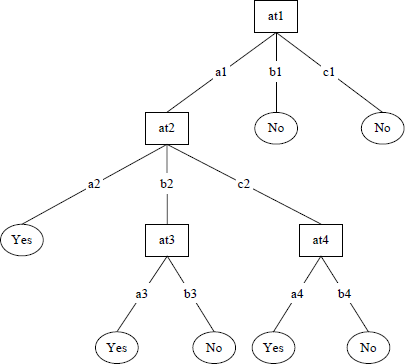 at1
a1 b1 c1
at2 No No
a2 b2 c2
Yes at3 at4
a3 b3 a4 b4
Yes No Yes No